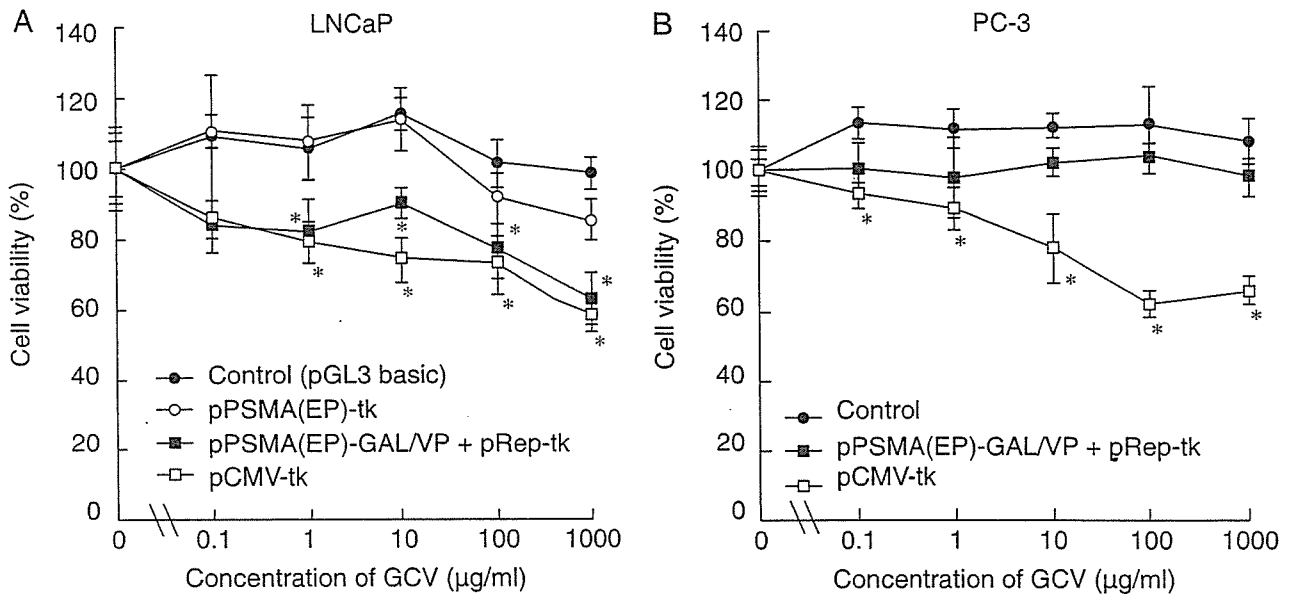 A
LNCaP
140
120
100
80
60
40
20
0
Cell viability (%)
*
*
*
*
*
*
*
*
*
Control (pGL3 basic)
pPSMA(EP)-tk
pPSMA(EP)-GAL/VP + pRep-tk
pCMV-tk
0 0.1 1 10 100 1000
Concentration of GCV (µg/ml)
B
PC-3
140
120
100
80
60
40
20
0
Cell viability (%)
*
*
*
*
*
Control
pPSMA(EP)-GAL/VP + pRep-tk
pCMV-tk
0 0.1 1 10 100 1000
Concentration of GCV (µg/ml)